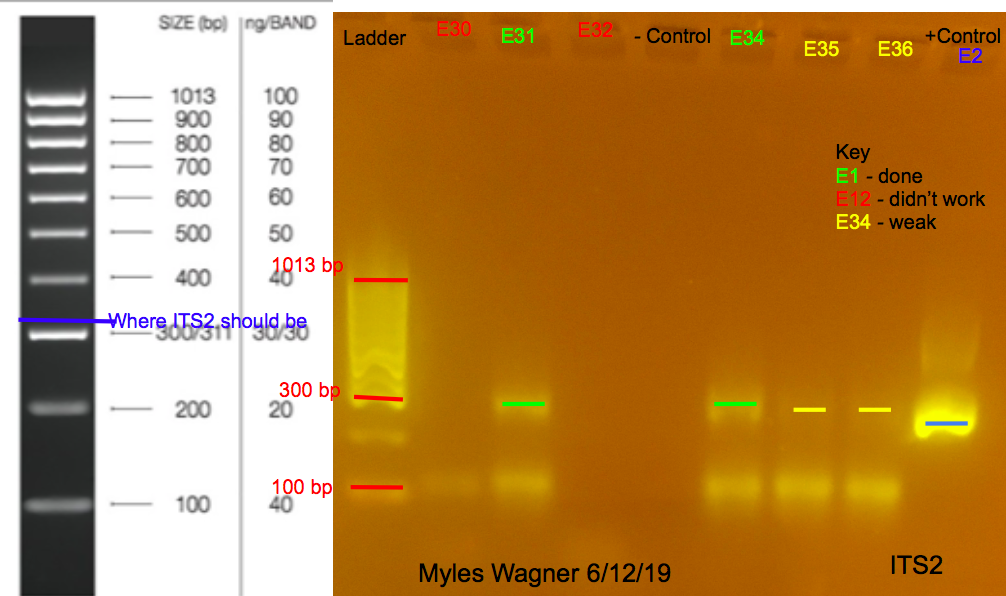 SIZE (bp) ng/BAND
1013 100
900 90
800 80
700 70
600 60
500 50
400 40
Where ITS2 should be
300/311 30/30
200 20
100 40
Ladder E30 E31 E32 - Control E34 E35 E36 +Control
E2
Key
E1 - done
E12 - didn't work
E34 - weak
1013 bp
300 bp
100 bp
Myles Wagner 6/12/19 ITS2